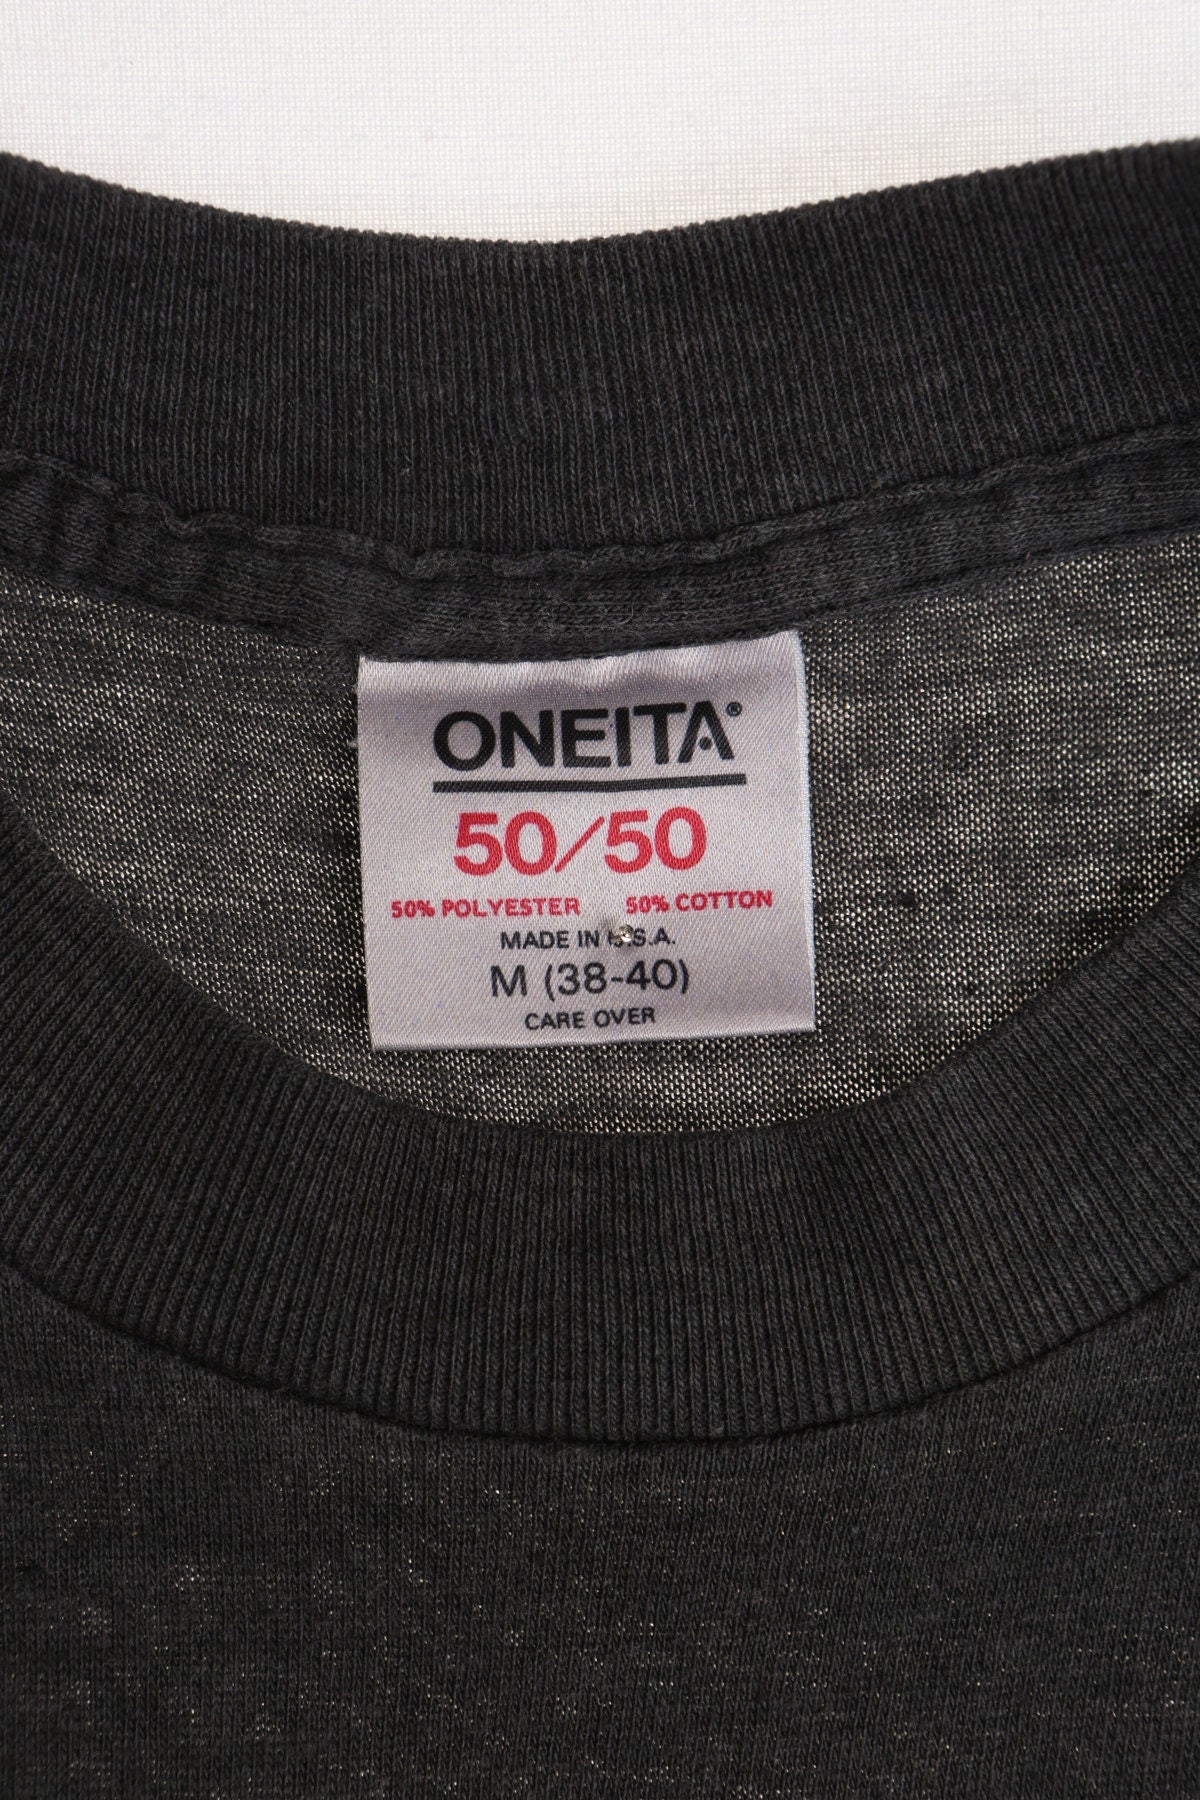 ONEITA®
50/50
50% POLYESTER 50% COTTON
MADE IN U.S.A.
M (38-40)
CARE OVER